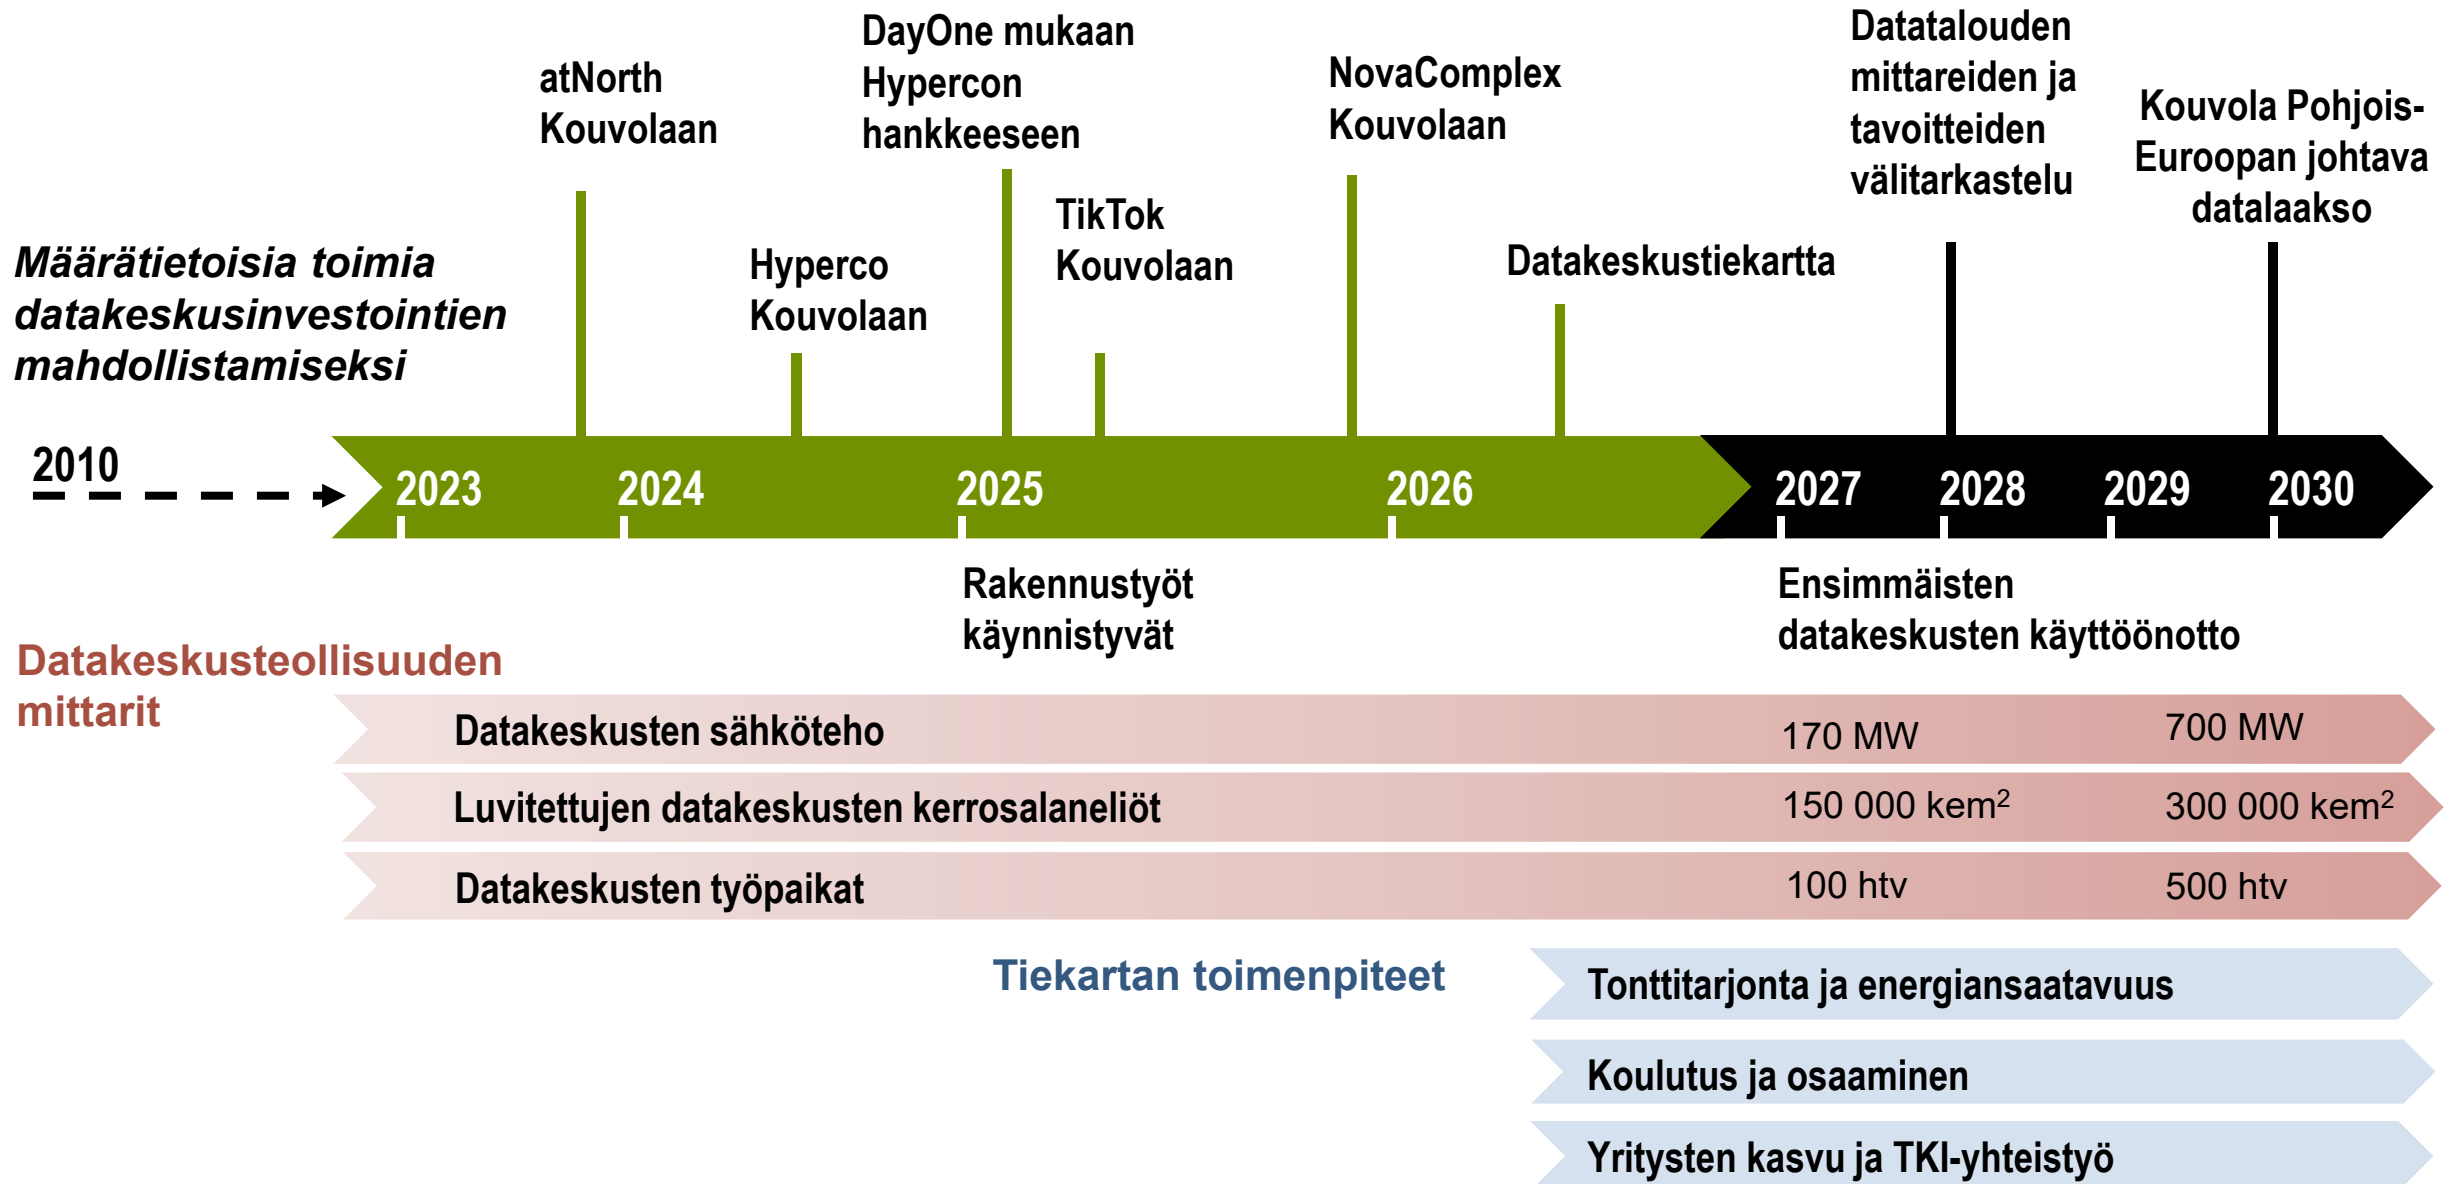 Määrätietoisia toimia
datakeskusinvestointien
mahdollistamiseksi
atNorth
Kouvolaan
Hyperco
Kouvolaan
DayOne mukaan
Hypercon
hankkeeseen
TikTok
Kouvolaan
NovaComplex
Kouvolaan
Datakeskustiekartta
Datatalouden
mittareiden ja
tavoitteiden
välitarkastelu
Kouvola Pohjois-
Euroopan johtava
datalaakso
2010
2023
2024
2025
2026
2027
2028
2029
2030
Rakennustyöt
käynnistyvät
Ensimmäisten
datakeskusten käyttöönotto
Datakeskusteollisuuden
mittarit
Datakeskusten sähköteho
170 MW
700 MW
Luvitettujen datakeskusten kerrosalaneliöt
150 000 kem²
300 000 kem²
Datakeskusten työpaikat
100 htv
500 htv
Tiekartan toimenpiteet
Tonttitarjonta ja energiansaatavuus
Koulutus ja osaaminen
Yritysten kasvu ja TKI-yhteistyö